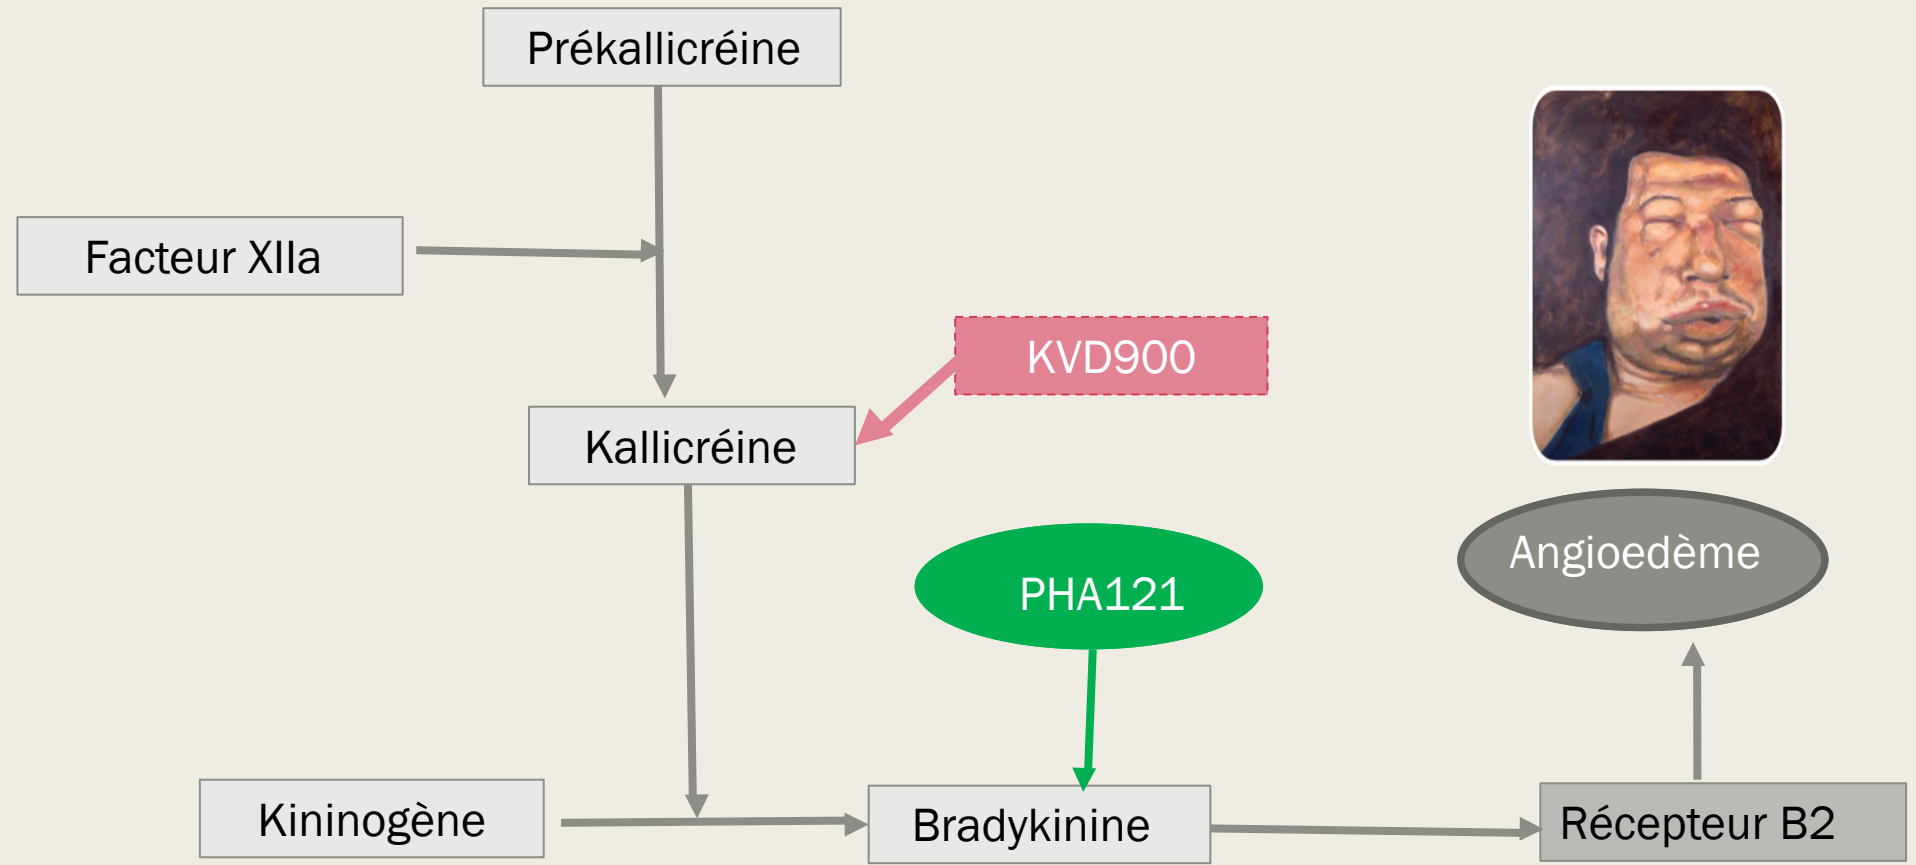 Prékallicréine
Facteur XIIa
KVD900
Kallicréine
Angioedème
PHA121
Kininogène
Bradykinine
Récepteur B2